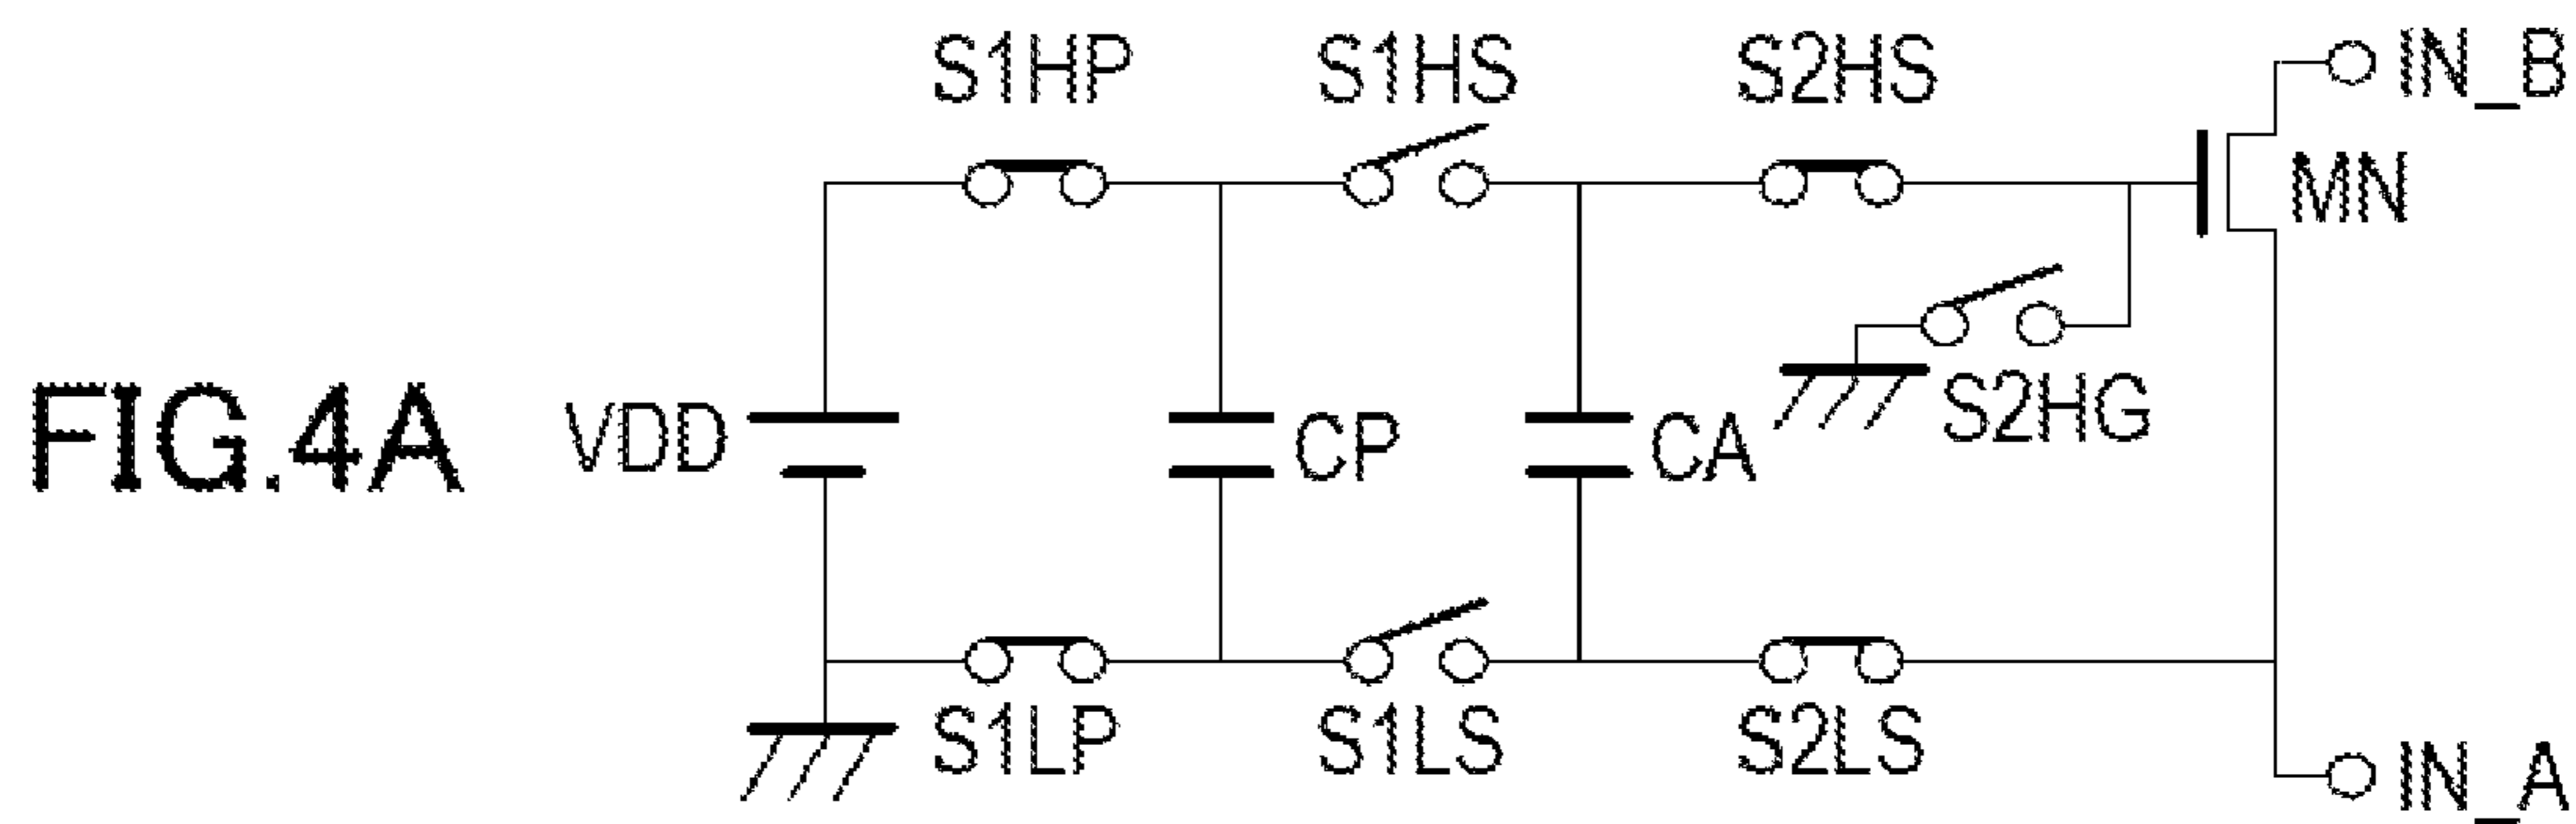 S1HP S1HS S2HS IN_B
MN
FIG.4A VDD CP CA S2HG
S1LP S1LS S2LS IN_A